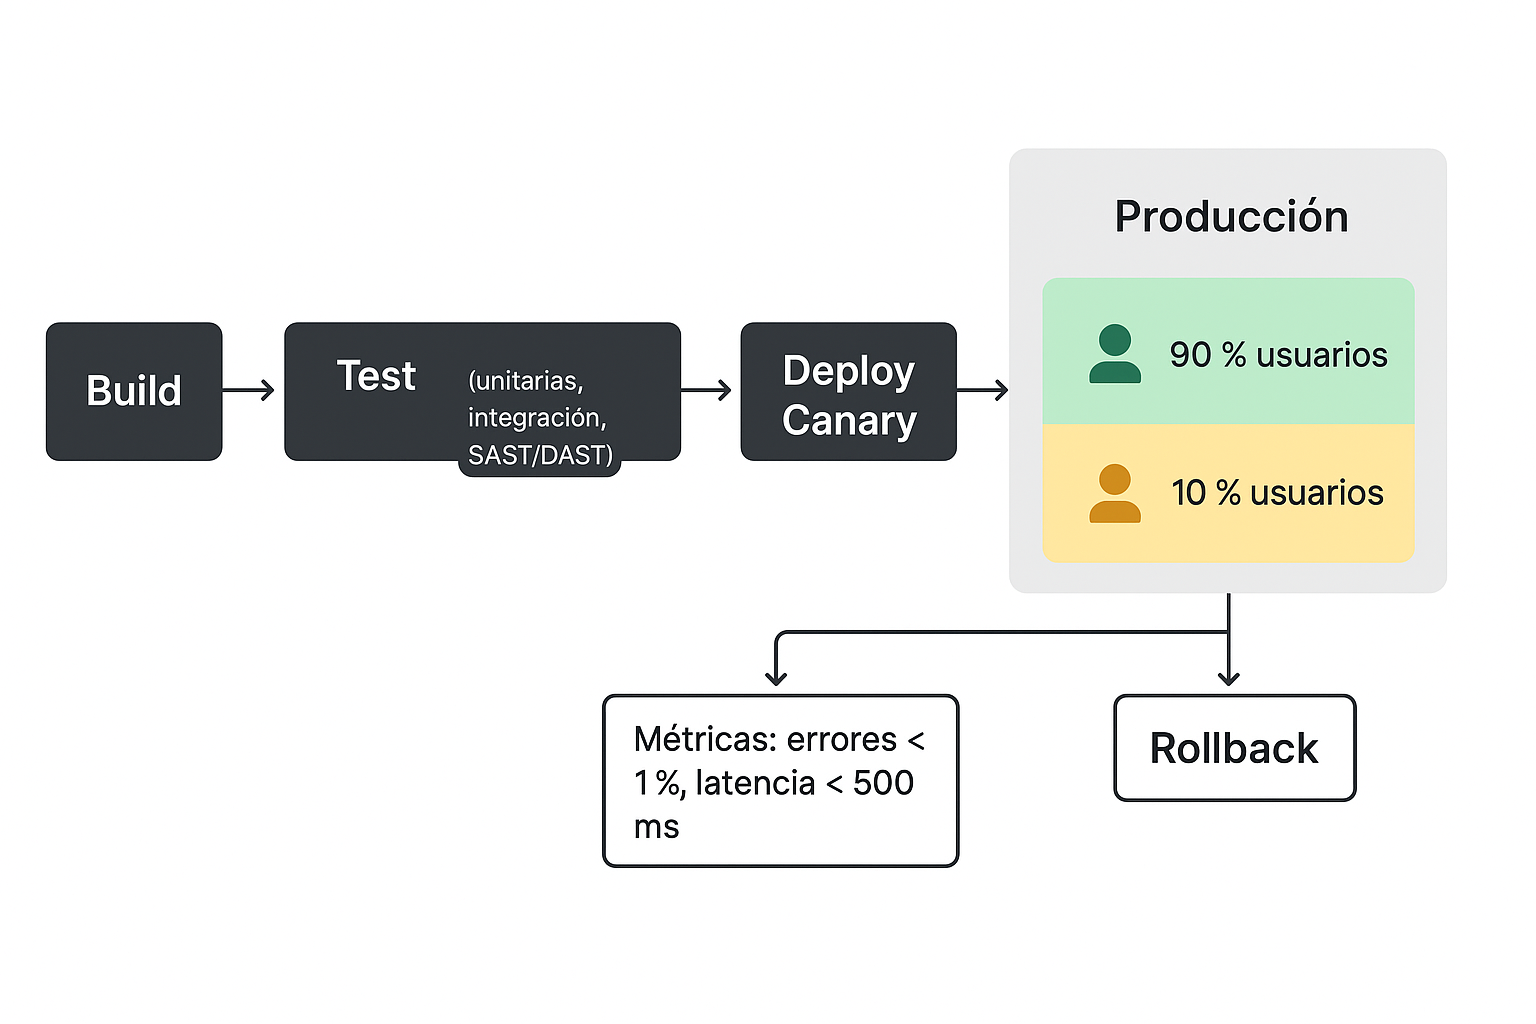 Build
Test
(unitarias,
integración,
SAST/DAST)
Deploy
Canary
Producción
90 % usuarios
10 % usuarios
Métricas: errores <
1 %, latencia < 500
ms
Rollback